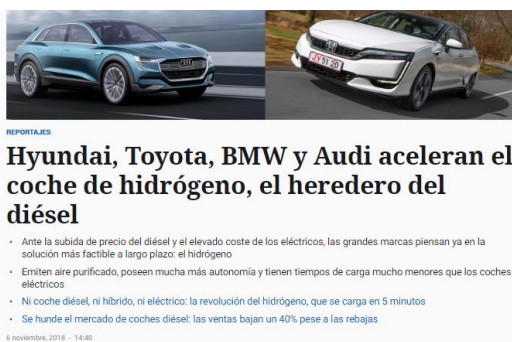 JY 51 20
REPORTAJES
Hyundai, Toyota, BMW y Audi aceleran el
coche de hidrógeno, el heredero del
diésel
• Ante la subida de precio del diésel y el elevado coste de los eléctricos, las grandes marcas piensan ya en la
solución más factible a largo plazo: el hidrógeno
• Emiten aire purificado, poseen mucha más autonomía y tienen tiempos de carga mucho menores que los coches
eléctricos
• Ni coche diésel, ni híbrido, ni eléctrico: la revolución del hidrógeno, que se carga en 5 minutos
• Se hunde el mercado de coches diésel: las ventas bajan un 40% pese a las rebajas
6 noviembre, 2018 - 14:40